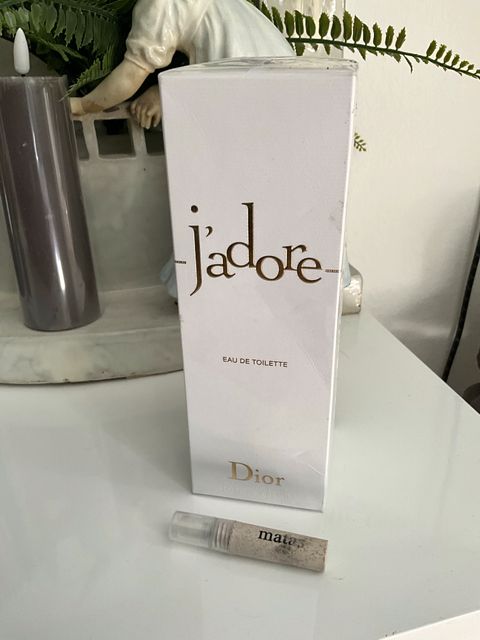 j'adore
EAU DE TOILETTE
Dior
matas